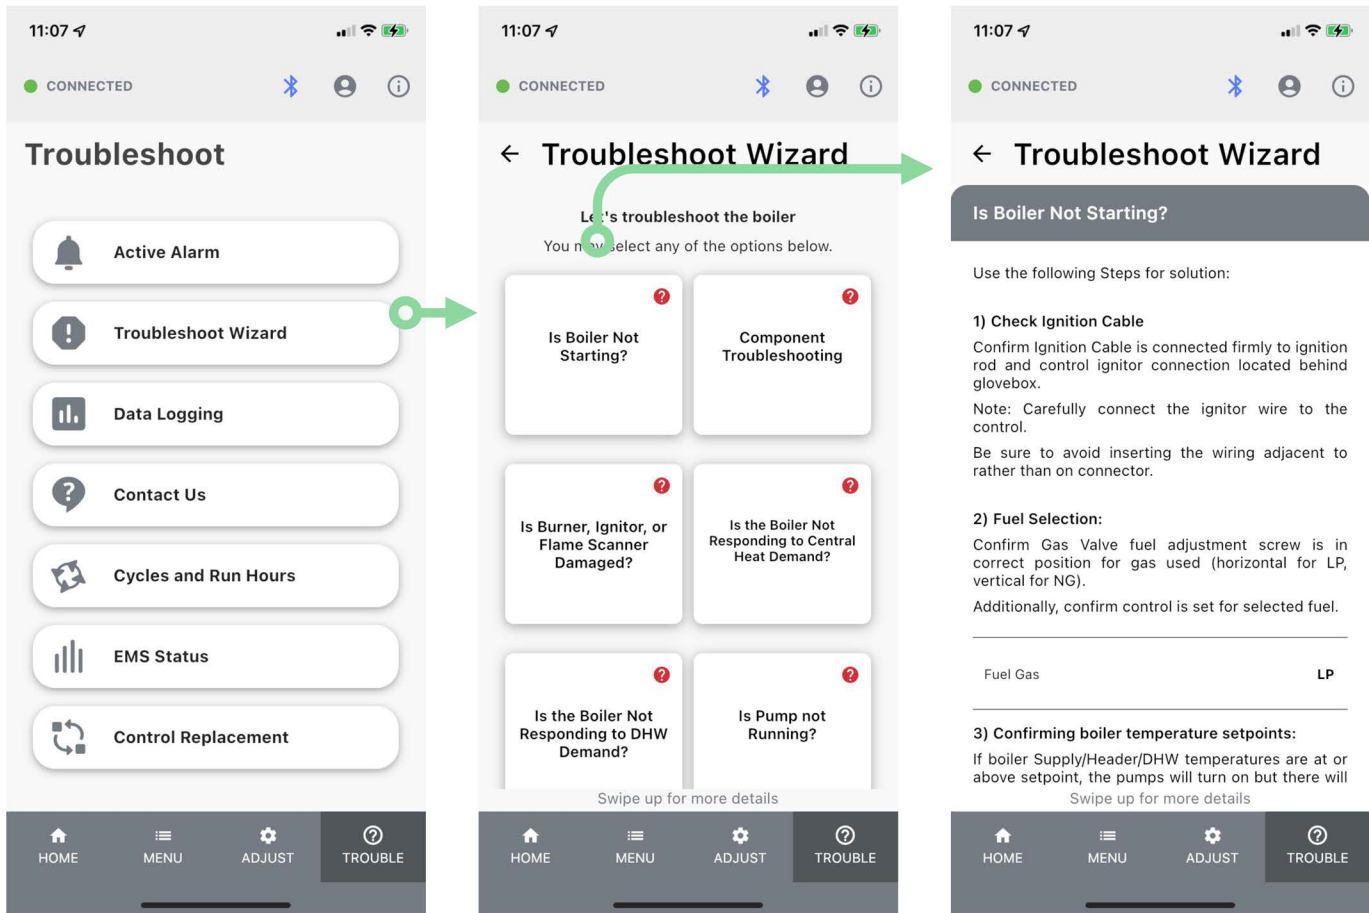 11:07
CONNECTED
Troubleshoot
Active Alarm
Troubleshoot Wizard
Data Logging
Contact Us
Cycles and Run Hours
EMS Status
Control Replacement
HOME
MENU
ADJUST
TROUBLE
11:07
CONNECTED
Troubleshoot Wizard
Let's troubleshoot the boiler
You may select any of the options below.
Is Boiler Not
Starting?
Component
Troubleshooting
Is Burner, Ignitor, or
Flame Scanner
Damaged?
Is the Boiler Not
Responding to Central
Heat Demand?
Is the Boiler Not
Responding to DHW
Demand?
Is Pump not
Running?
Swipe up for more details
HOME
MENU
ADJUST
TROUBLE
11:07
CONNECTED
Troubleshoot Wizard
Is Boiler Not Starting?
Use the following Steps for solution:
1) Check Ignition Cable
Confirm Ignition Cable is connected firmly to ignition
rod and control ignitor connection located behind
glovebox.
Note: Carefully connect the ignitor wire to the
control.
Be sure to avoid inserting the wiring adjacent to
rather than on connector.
2) Fuel Selection:
Confirm Gas Valve fuel adjustment screw is in
correct position for gas used (horizontal for LP,
vertical for NG).
Additionally, confirm control is set for selected fuel.
Fuel Gas LP
3) Confirming boiler temperature setpoints:
If boiler Supply/Header/DHW temperatures are at or
above setpoint, the pumps will turn on but there will
Swipe up for more details
HOME
MENU
ADJUST
TROUBLE